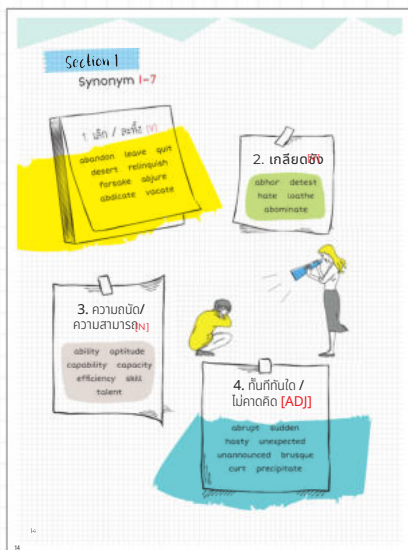 Section 1
Synonym 1-7
1. เลิก / ละทิ้ง [V]
abandon leave quit
desert relinquish
forsake abjure
abdicate vacate
2. เกลียดชัง [V]
abhor detest
hate loathe
abominate
3. ความถนัด/
ความสามารถ[N]
ability aptitude
capability capacity
efficiency skill
talent
4. ทันทีทันใด /
ไม่คาดคิด [ADJ]
abrupt sudden
hasty unexpected
unannounced brusque
curt precipitate
14
14